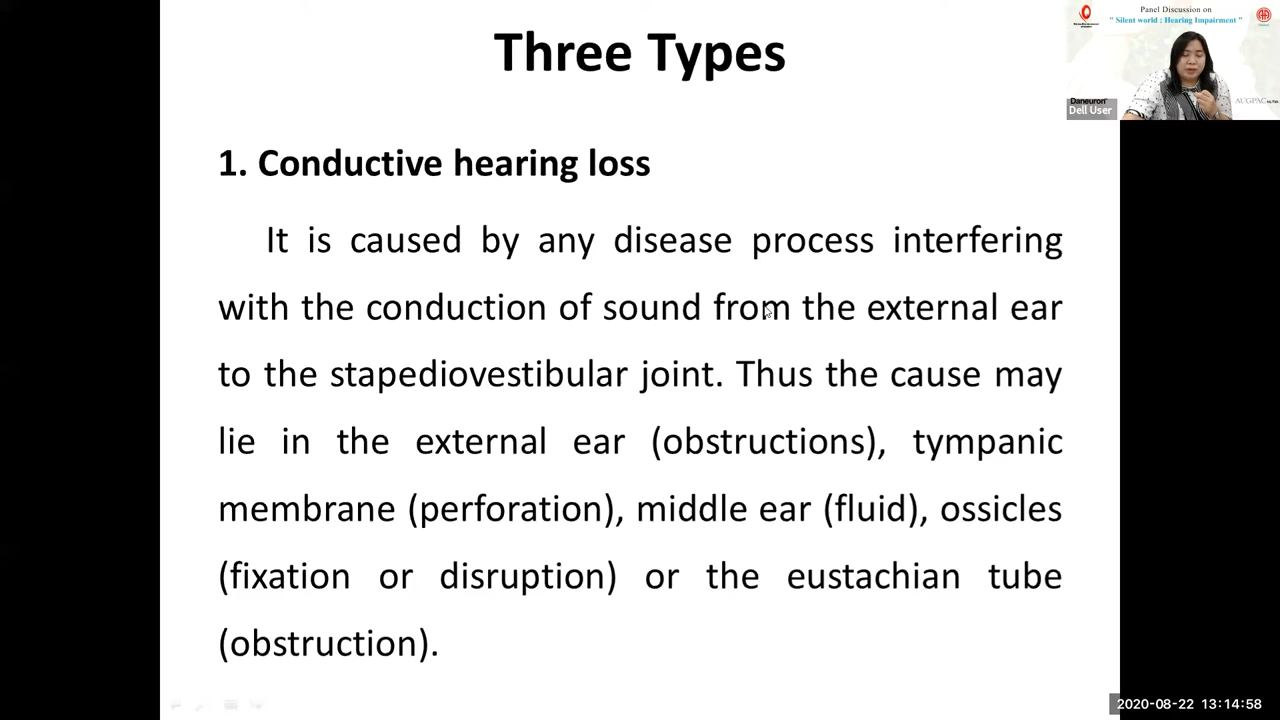 Three Types
1. Conductive hearing loss
It is caused by any disease process interfering
with the conduction of sound from the external ear
to the stapediovestibular joint. Thus the cause may
lie in the external ear (obstructions), tympanic
membrane (perforation), middle ear (fluid), ossicles
(fixation or disruption) or the eustachian tube
(obstruction).
Panel Discussion on
" Silent world : Hearing Impairment "
Daneuron
AUGPAC
Dell User
2020-08-22 13:14:58